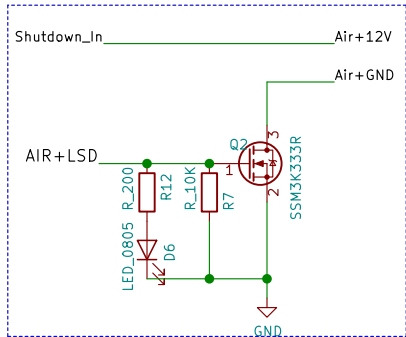 Shutdown_In
Air+12V
Air+GND
AIR+LSD
Q2
3
1
2
SSM3K333R
R_200
R12
R_10K
R7
LED_0805
D6
GND